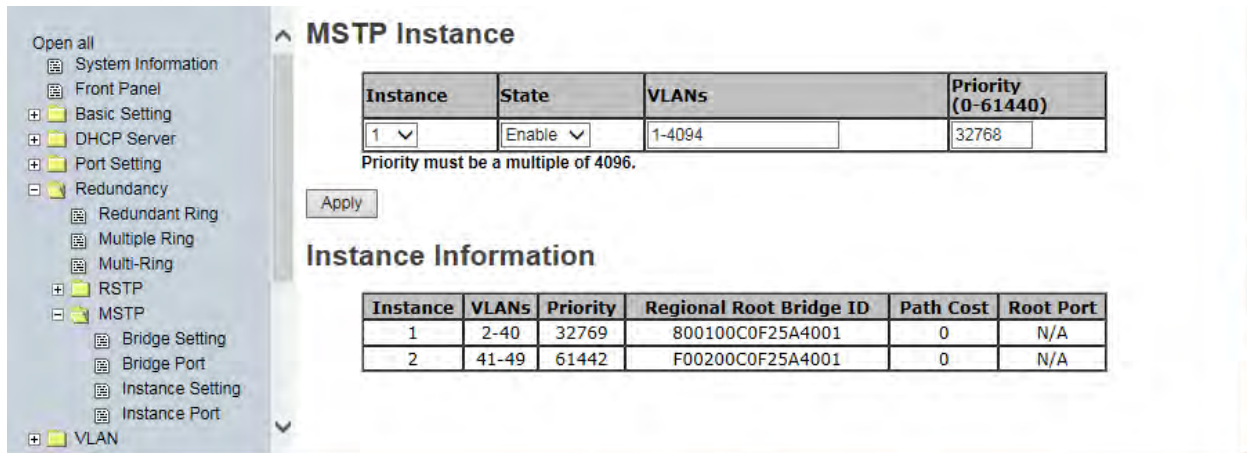 Open all
System Information
Front Panel
Basic Setting
DHCP Server
Port Setting
Redundancy
Redundant Ring
Multiple Ring
Multi-Ring
RSTP
MSTP
Bridge Setting
Bridge Port
Instance Setting
Instance Port
VLAN
MSTP Instance
Instance State VLANs Priority (0-61440)
1 Enable 1-4094 32768
Priority must be a multiple of 4096.
Apply
Instance Information
Instance VLANs Priority Regional Root Bridge ID Path Cost Root Port
1 2-40 32769 800100C0F25A4001 0 N/A
2 41-49 61442 F00200C0F25A4001 0 N/A